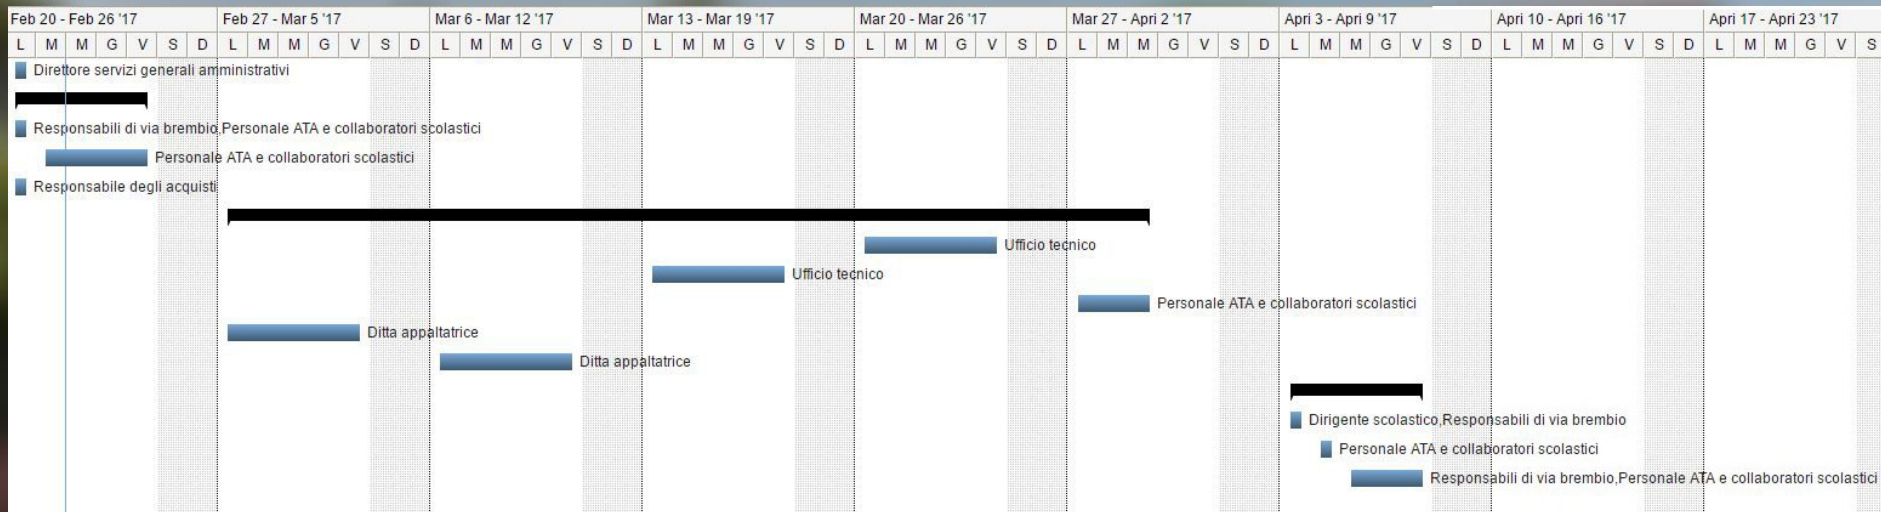 Feb 20 - Feb 26 '17 Feb 27 - Mar 5 '17 Mar 6 - Mar 12 '17 Mar 13 - Mar 19 '17 Mar 20 - Mar 26 '17 Mar 27 - Apri 2 '17 Apri 3 - Apri 9 '17 Apri 10 - Apri 16 '17 Apri 17 - Apri 23 '17
L M M G V S D L M M G V S D L M M G V S D L M M G V S D L M M G V S D L M M G V S D L M M G V S D L M M G V S D L M M G V S
Direttore servizi generali amministrativi
Responsabili di via brembio,Personale ATA e collaboratori scolastici
Personale ATA e collaboratori scolastici
Responsabile degli acquisti
Ufficio tecnico
Ufficio tecnico
Personale ATA e collaboratori scolastici
Ditta appaltatrice
Ditta appaltatrice
Dirigente scolastico,Responsabili di via brembio
Personale ATA e collaboratori scolastici
Responsabili di via brembio,Personale ATA e collaboratori scolastici